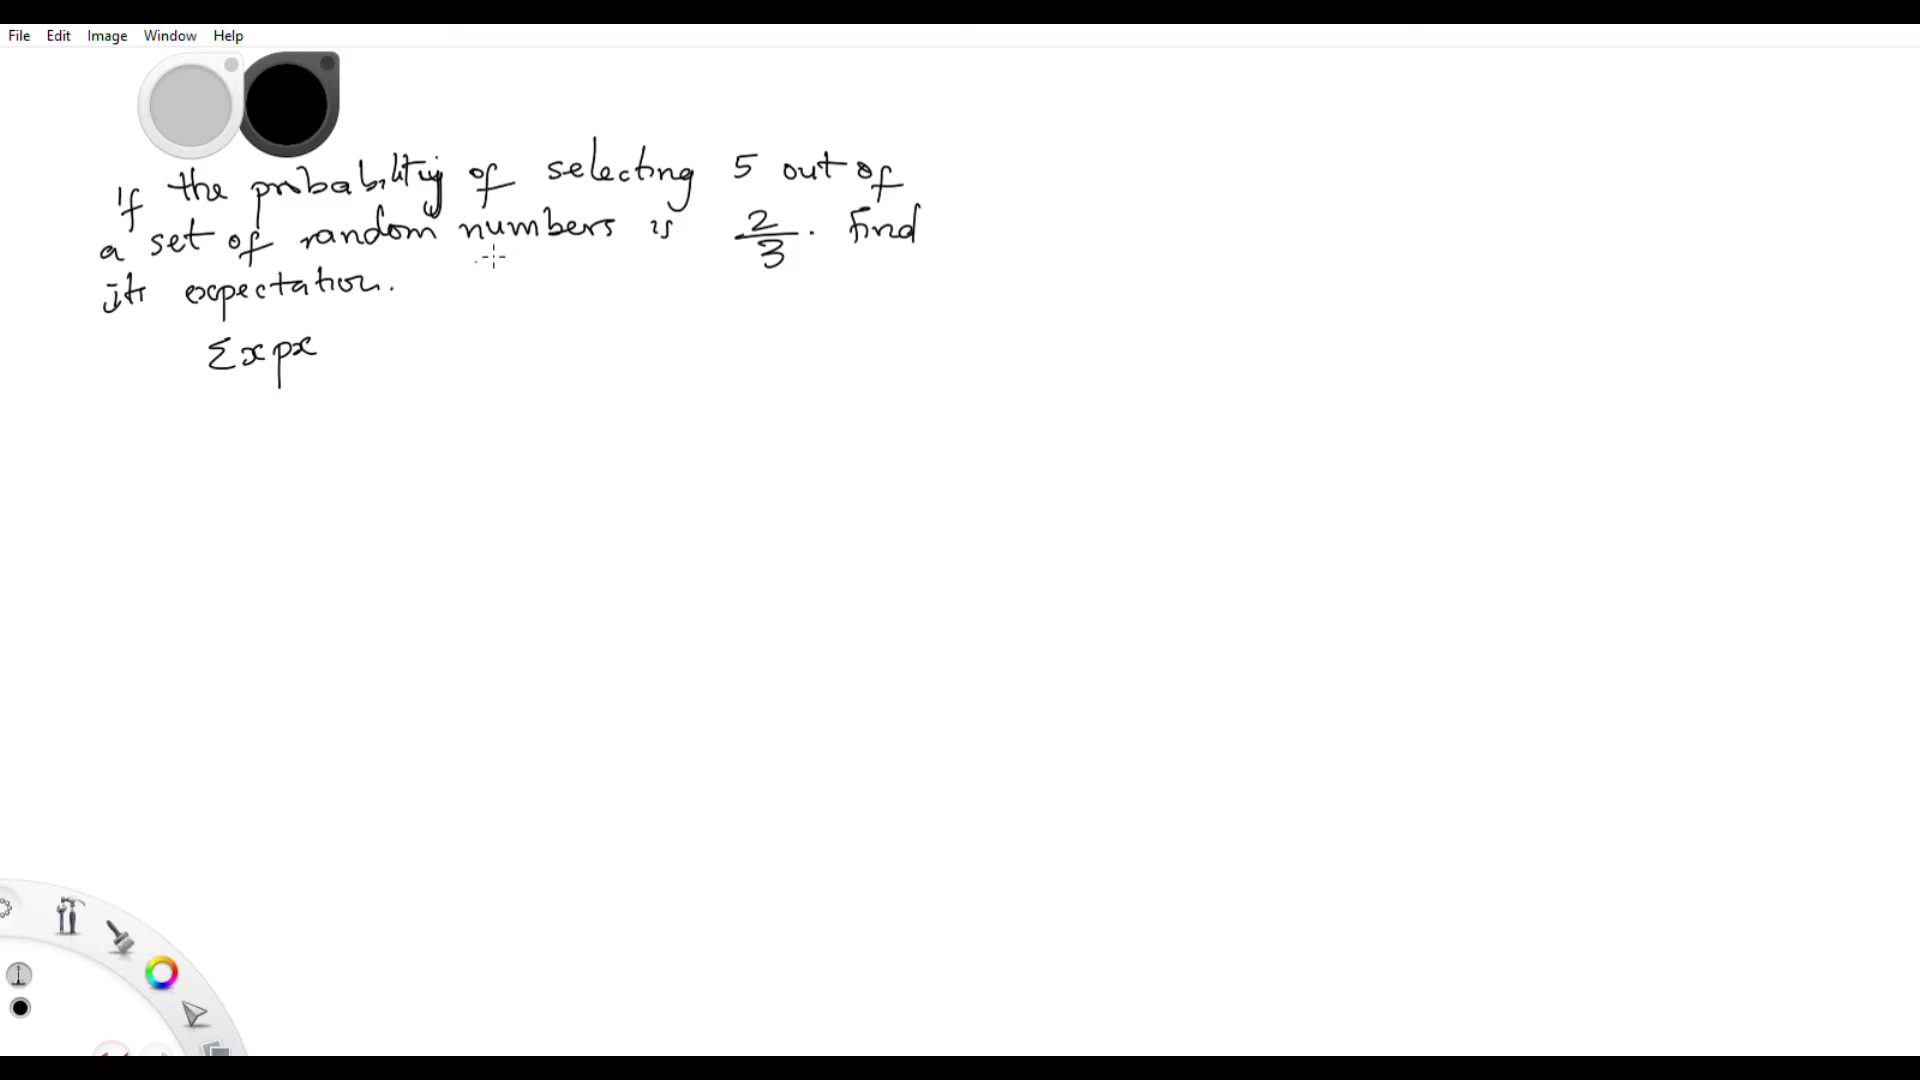 File Edit Image Window Help
If the probability of selecting 5 out of
a set of random numbers is 2/3. Find
its expectation.
Σxpx